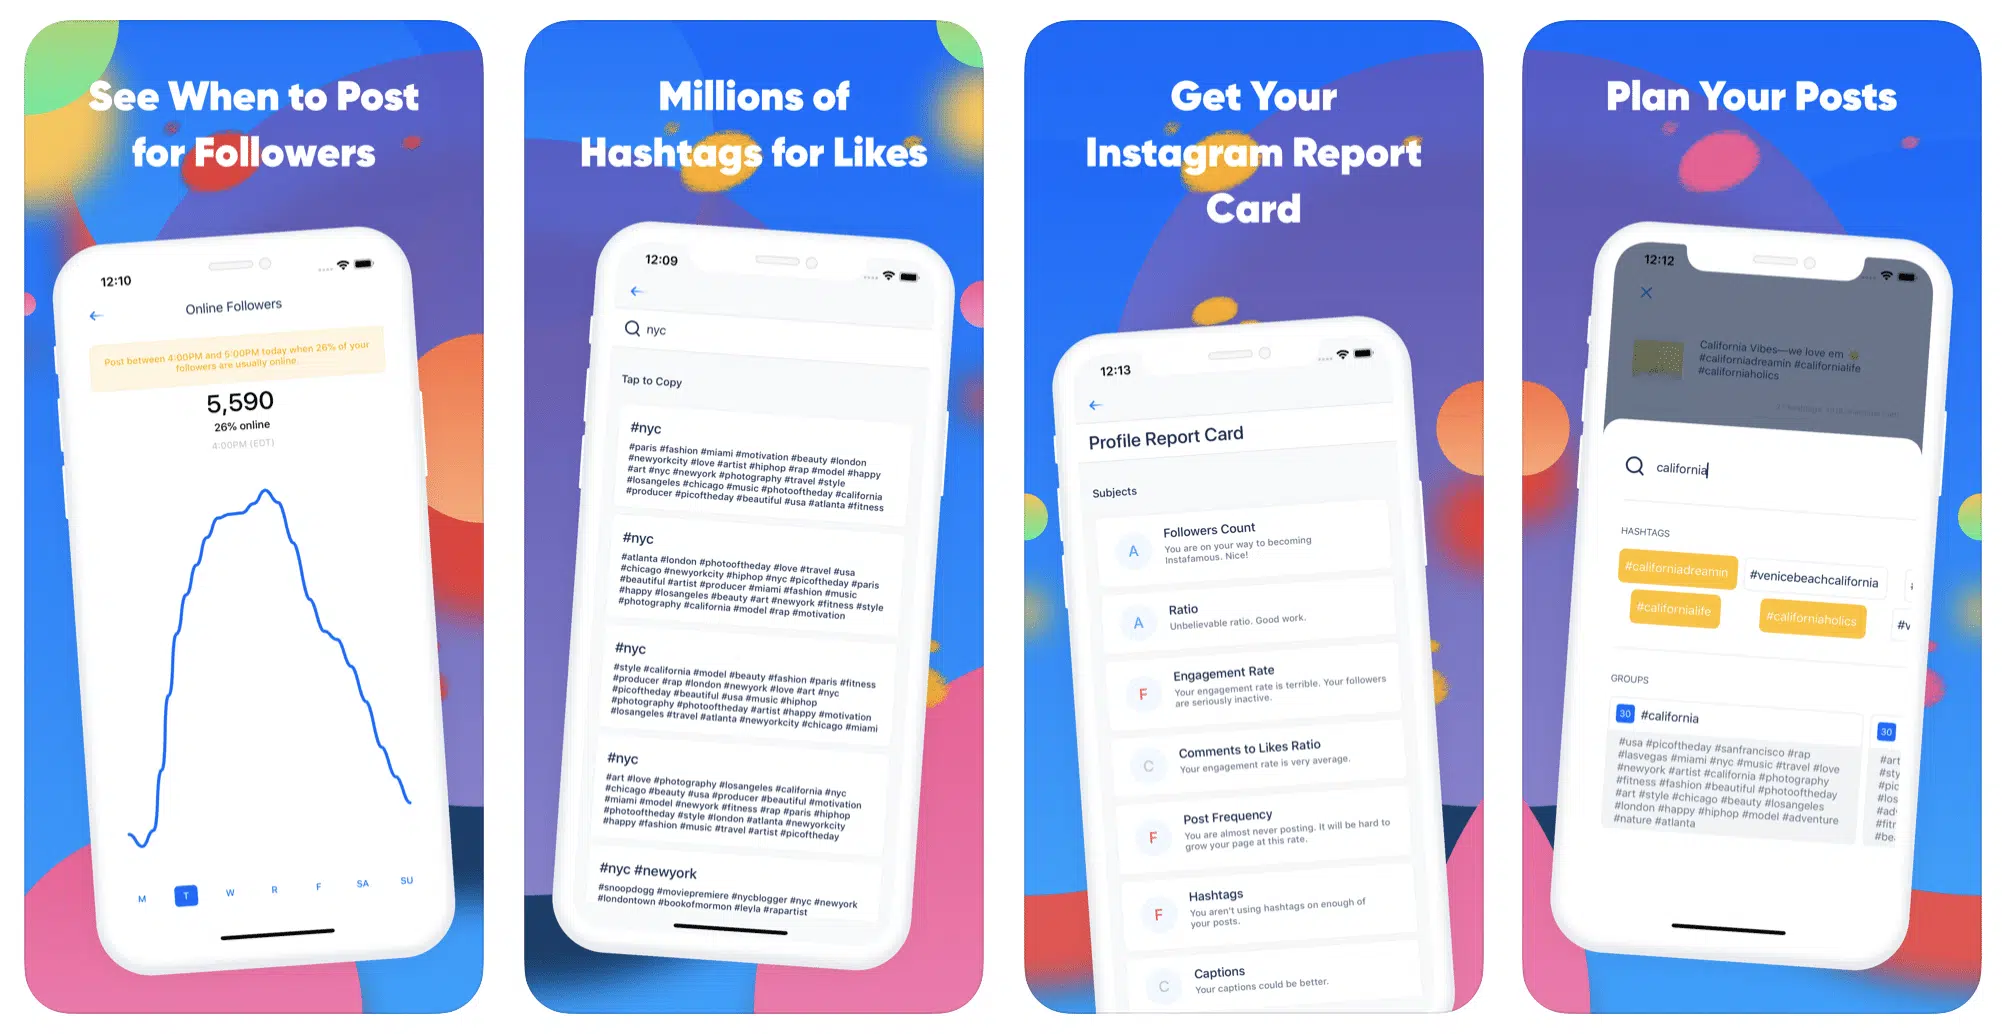 See When to Post
for Followers
12:10
Online Followers
Post between 4:00PM and 5:00PM today when 26% of your
followers are usually online.
5,590
26% online
4:00PM (EDT)
M T W R F SA SU
Millions of
Hashtags for Likes
12:09
nyc
Tap to Copy
#nyc
#paris #fashion #miami #motivation #beauty #london
#newyorkcity #love #artist #hiphop #rap #model #happy
#art #nyc #newyork #photography #travel #style
#losangeles #chicago #music #photooftheday #california
#producer #picoftheday #beautiful #usa #atlanta #fitness
#nyc
#atlanta #london #photooftheday #love #travel #usa
#chicago #newyorkcity #hiphop #nyc #picoftheday #paris
#beautiful #artist #producer #miami #fashion #music
#happy #losangeles #beauty #art #newyork #fitness #style
#photography #california #model #rap #motivation
#nyc
#style #california #model #beauty #fashion #paris #fitness
#producer #rap #london #newyork #love #art #nyc
#picoftheday #beautiful #usa #music #hiphop
#photography #photooftheday #artist #happy #motivation
#losangeles #travel #atlanta #newyorkcity #chicago #miami
#nyc
#art #love #photography #losangeles #california #nyc
#chicago #beauty #usa #producer #beautiful #motivation
#miami #model #newyork #fitness #rap #paris #hiphop
#photooftheday #style #london #atlanta #newyorkcity
#happy #fashion #music #travel #artist #picoftheday
#nyc #newyork
#snoopdogg #moviepremiere #nycblogger #nyc #newyork
#londontown #bookofmormon #leyla #rapartist
Get Your
Instagram Report
Card
12:13
Profile Report Card
Subjects
A
Followers Count
You are on your way to becoming
Instafamous. Nice!
A
Ratio
Unbelievable ratio. Good work.
F
Engagement Rate
Your engagement rate is terrible. Your followers
are seriously inactive.
C
Comments to Likes Ratio
Your engagement rate is very average.
F
Post Frequency
You are almost never posting. It will be hard to
grow your page at this rate.
F
Hashtags
You aren't using hashtags on enough of
your posts.
C
Captions
Your captions could be better.
Plan Your Posts
12:12
California Vibes—we love em
#californiadreamin #californialife
#californiaholics
california
HASHTAGS
#californiadreamin #venicebeachcalifornia #
#californialife #californiaholics #v
GROUPS
30 #california
#usa #picoftheday #sanfrancisco #rap
#lasvegas #miami #nyc #music #travel #love
#newyork #artist #california #photography
#fitness #fashion #beautiful #photooftheday
#art #style #chicago #beauty #losangeles
#london #happy #hiphop #model #adventure
#nature #atlanta
30
#art
#sty
#pic
#los
#ad
#fitr
#be